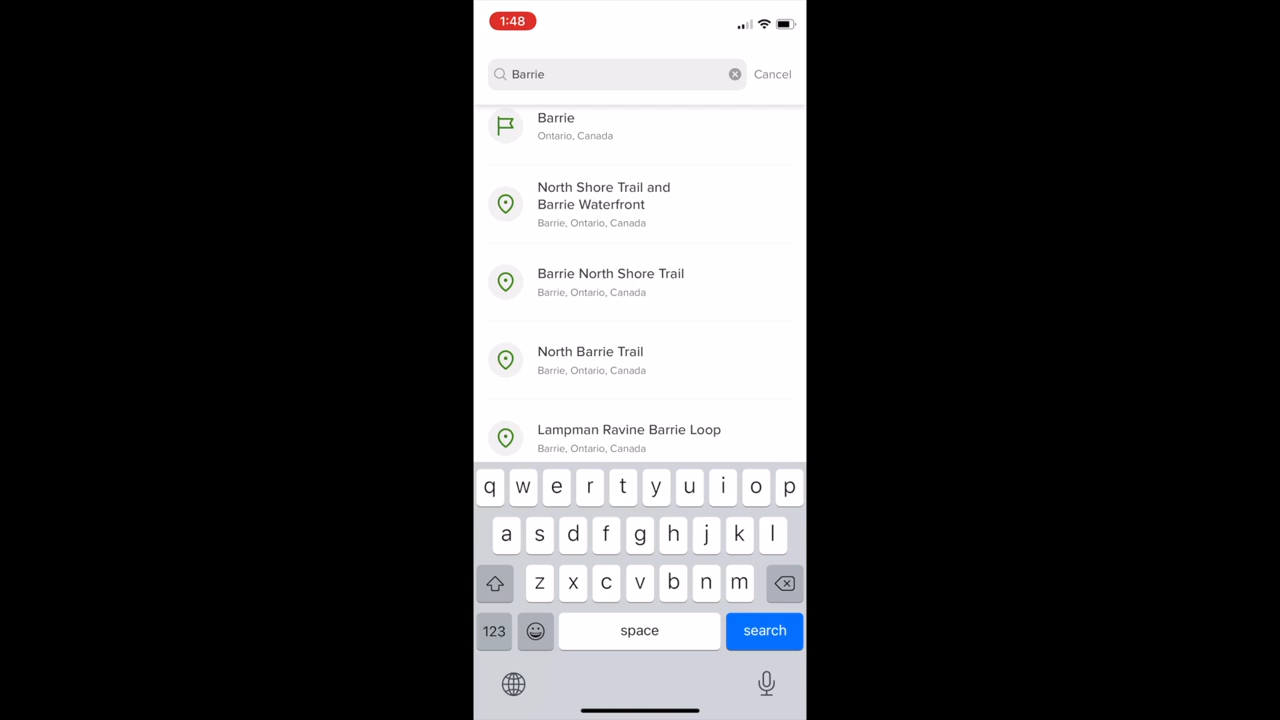 1:48
Barrie
Cancel
Barrie
Ontario, Canada
North Shore Trail and
Barrie Waterfront
Barrie, Ontario, Canada
Barrie North Shore Trail
Barrie, Ontario, Canada
North Barrie Trail
Barrie, Ontario, Canada
Lampman Ravine Barrie Loop
Barrie, Ontario, Canada
q w e r t y u i o p
a s d f g h j k l
z x c v b n m
123 space search